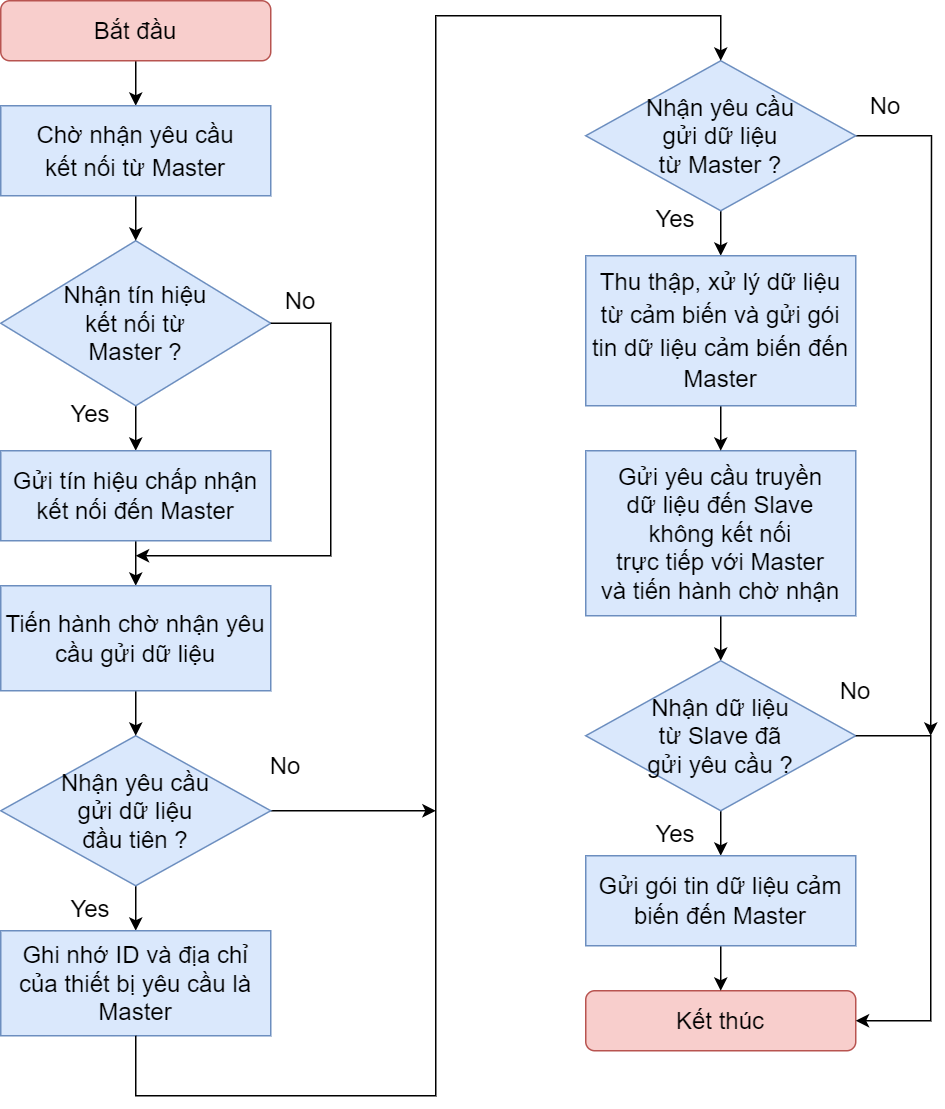 Bắt đầu
Chờ nhận yêu cầu
kết nối từ Master
Nhận tín hiệu
kết nối từ
Master ?
No
Yes
Gửi tín hiệu chấp nhận
kết nối đến Master
Tiến hành chờ nhận yêu
cầu gửi dữ liệu
Nhận yêu cầu
gửi dữ liệu
đầu tiên ?
No
Yes
Ghi nhớ ID và địa chỉ
của thiết bị yêu cầu là
Master
Nhận yêu cầu
gửi dữ liệu
từ Master ?
No
Yes
Thu thập, xử lý dữ liệu
từ cảm biến và gửi gói
tin dữ liệu cảm biến đến
Master
Gửi yêu cầu truyền
dữ liệu đến Slave
không kết nối
trực tiếp với Master
và tiến hành chờ nhận
Nhận dữ liệu
từ Slave đã
gửi yêu cầu ?
No
Yes
Gửi gói tin dữ liệu cảm
biến đến Master
Kết thúc